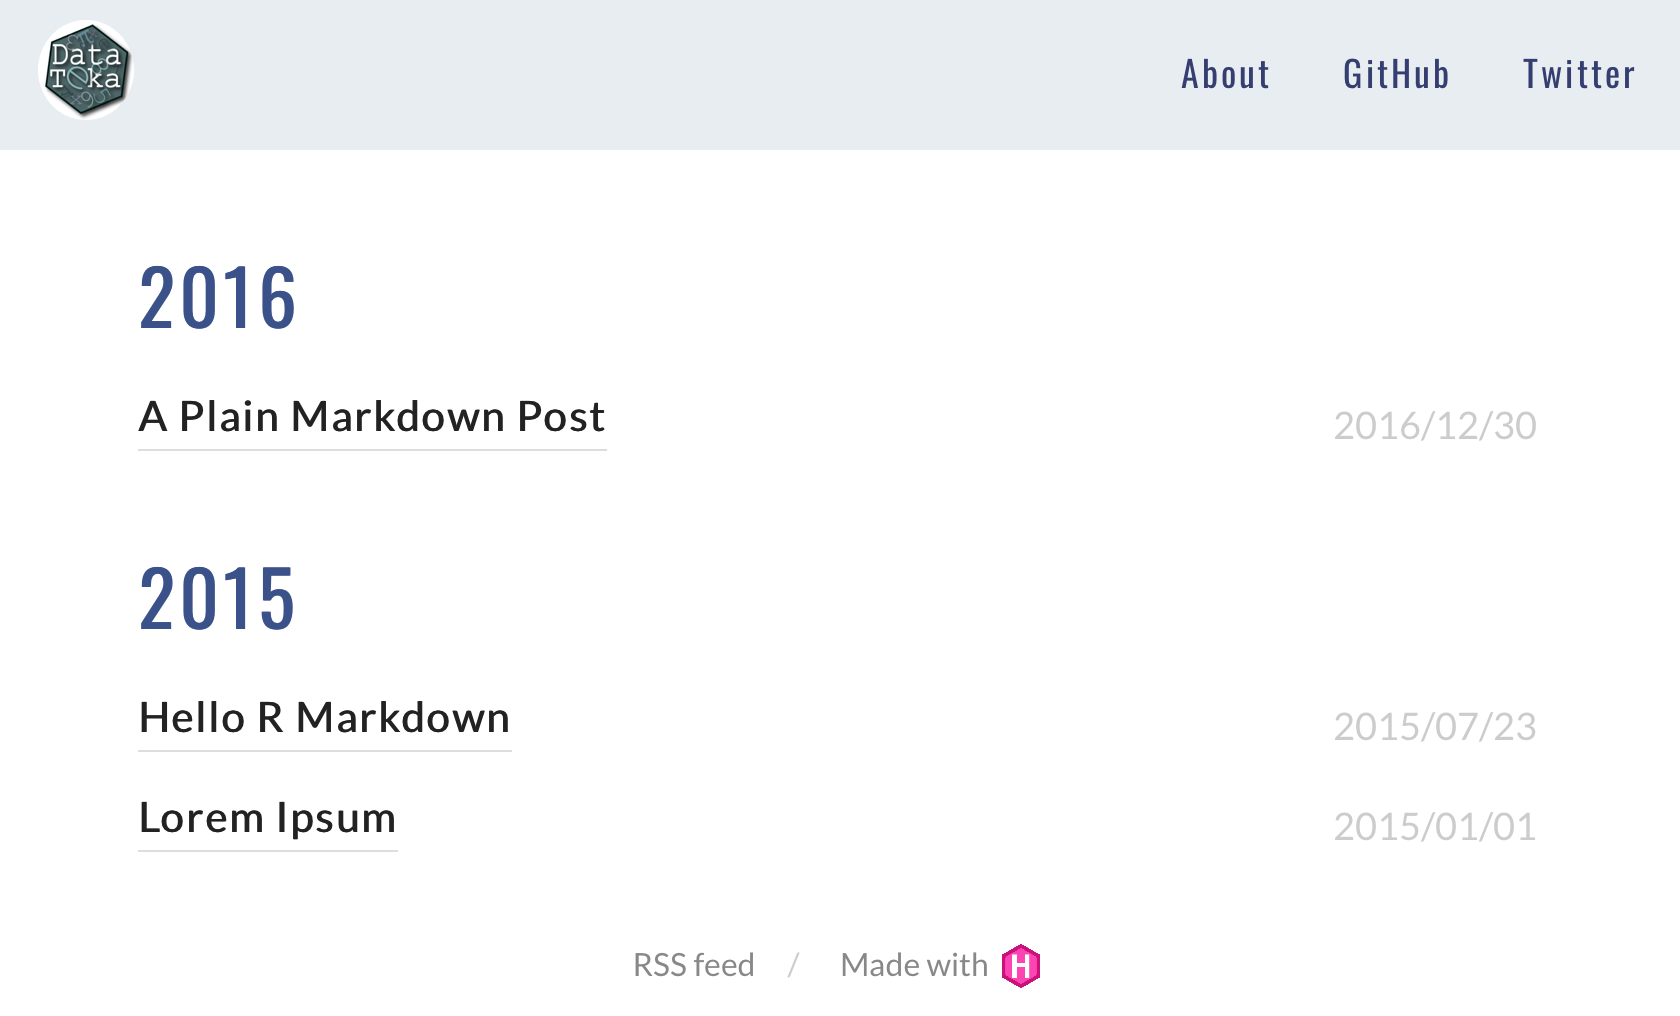 Data
Teka
About GitHub Twitter
2016
A Plain Markdown Post 2016/12/30
2015
Hello R Markdown 2015/07/23
Lorem Ipsum 2015/01/01
RSS feed / Made with H